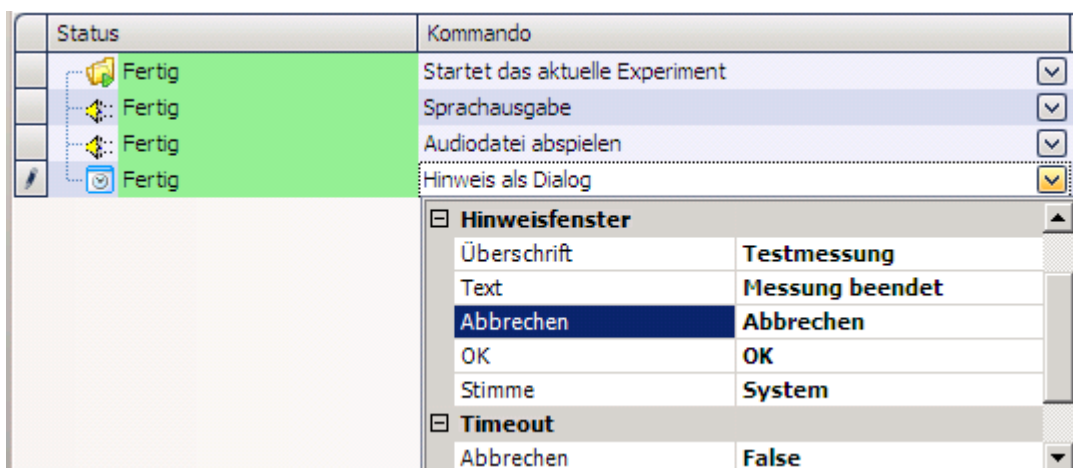 Status Kommando
Fertig Startet das aktuelle Experiment
Fertig Sprachausgabe
Fertig Audiodatei abspielen
Fertig Hinweis als Dialog
Hinweisfenster
Überschrift Testmessung
Text Messung beendet
Abbrechen Abbrechen
OK OK
Stimme System
Timeout
Abbrechen False